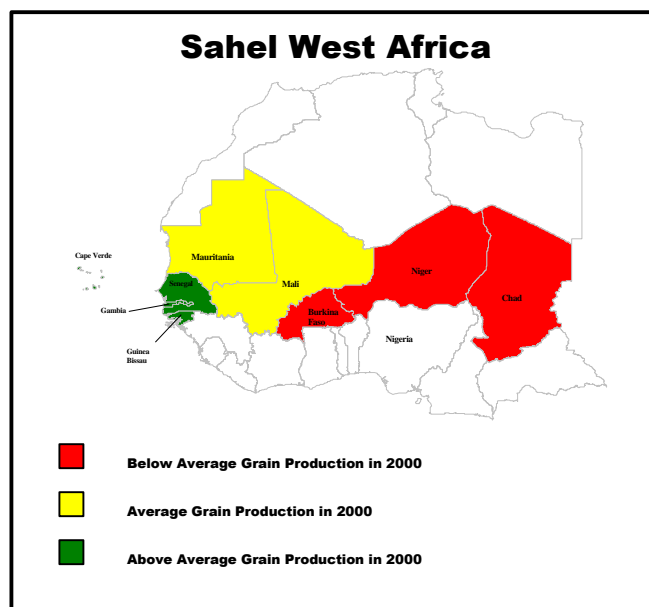 Sahel West Africa
Cape Verde
Mauritania
Mali
Niger
Senegal
Chad
Gambia
Burkina
Faso
Nigeria
Guinea
Bissau
Below Average Grain Production in 2000
Average Grain Production in 2000
Above Average Grain Production in 2000